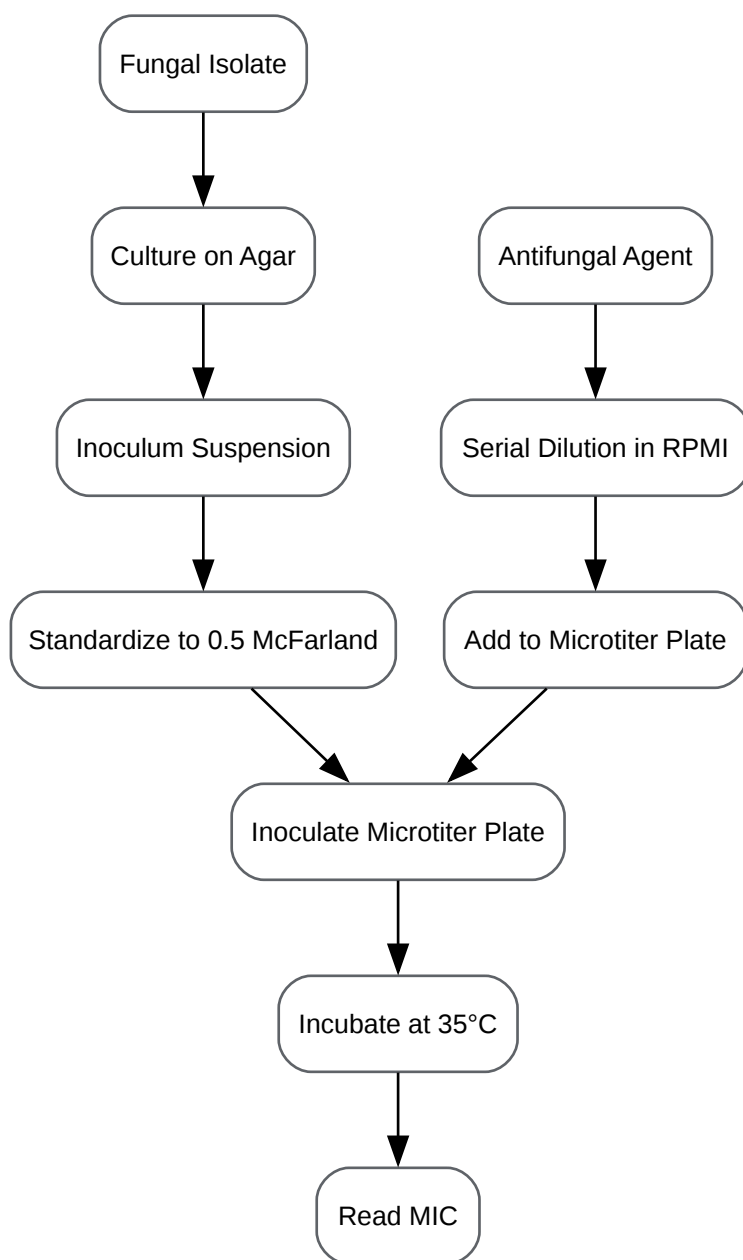 Fungal Isolate
Culture on Agar
Antifungal Agent
Inoculum Suspension
Serial Dilution in RPMI
Standardize to 0.5 McFarland
Add to Microtiter Plate
Inoculate Microtiter Plate
Incubate at 35°C
Read MIC